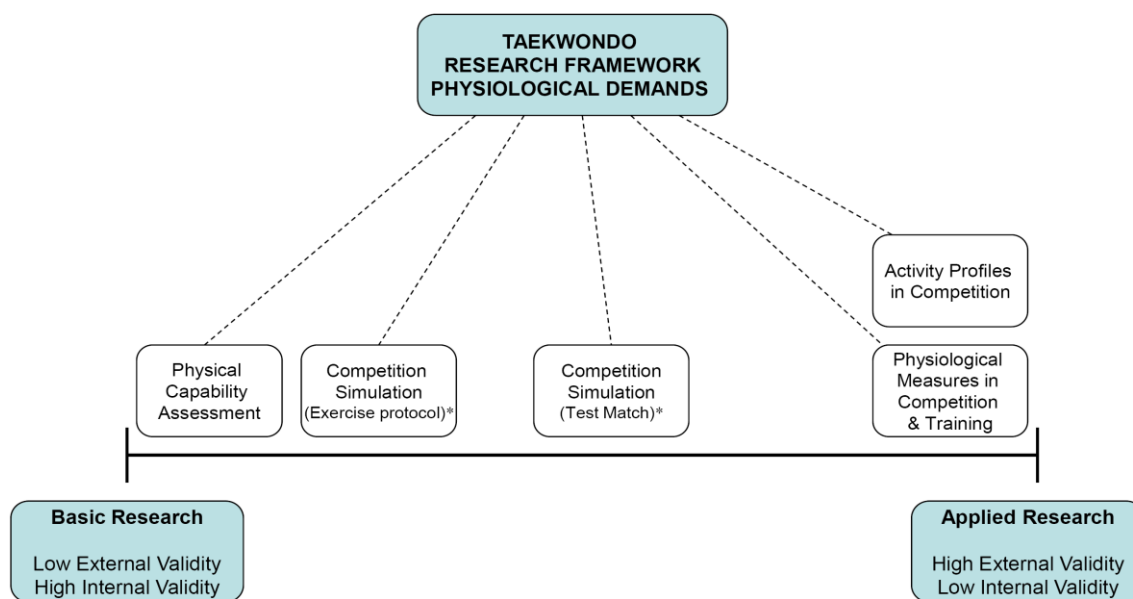 TAEKWONDO
RESEARCH FRAMEWORK
PHYSIOLOGICAL DEMANDS
Activity Profiles
in Competition
Physical
Capability
Assessment
Competition
Simulation
(Exercise protocol)*
Competition
Simulation
(Test Match)*
Physiological
Measures in
Competition
& Training
Basic Research
Low External Validity
High Internal Validity
Applied Research
High External Validity
Low Internal Validity